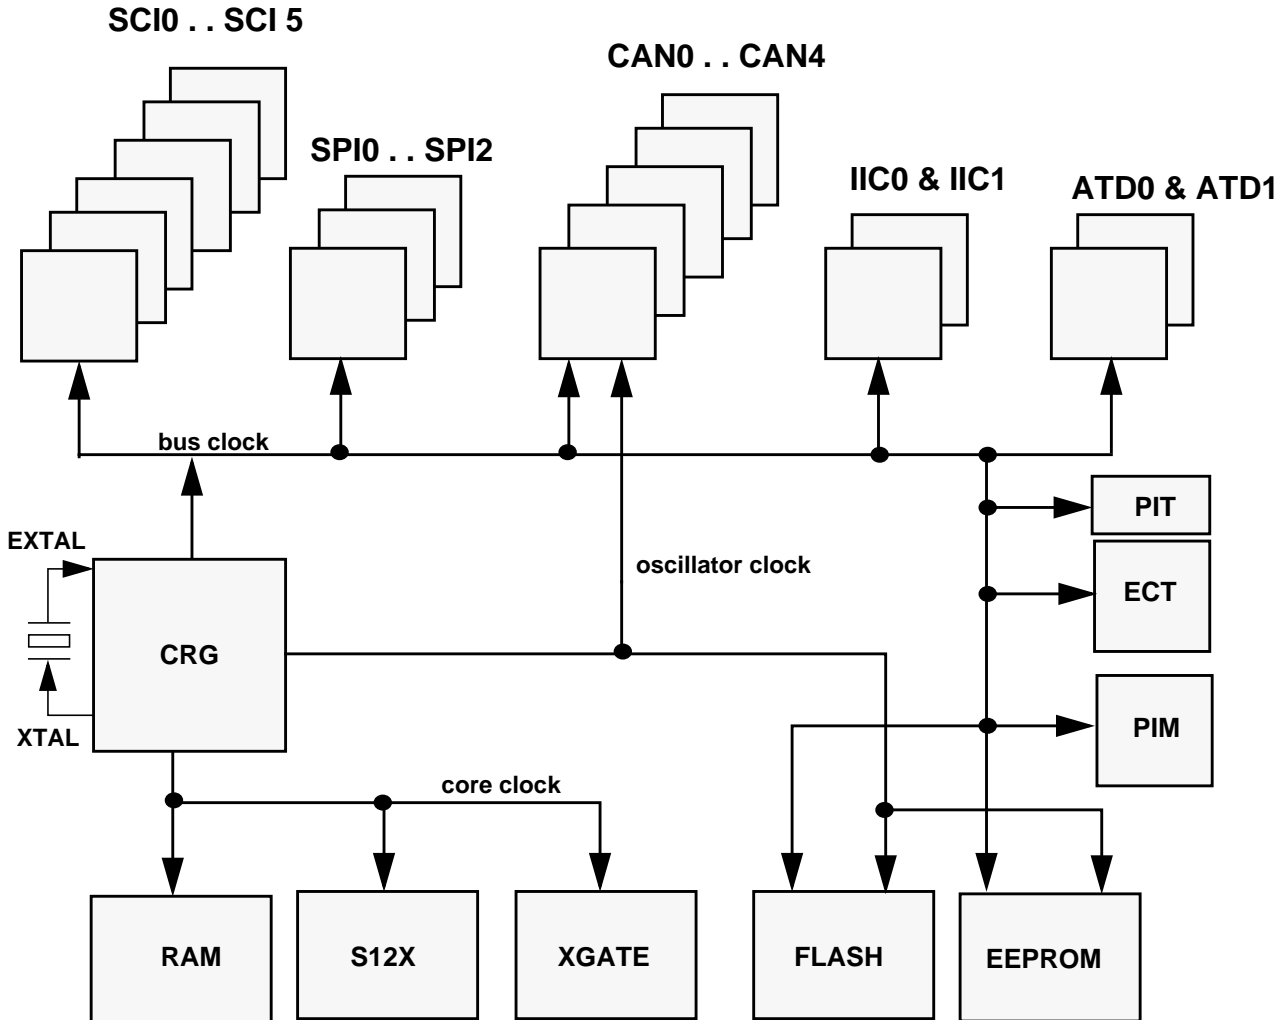 SCI0 . . SCI 5
CAN0 . . CAN4
SPI0 . . SPI2
IIC0 & IIC1
ATD0 & ATD1
bus clock
PIT
EXTAL
oscillator clock
ECT
CRG
XTAL
PIM
core clock
RAM
S12X
XGATE
FLASH
EEPROM